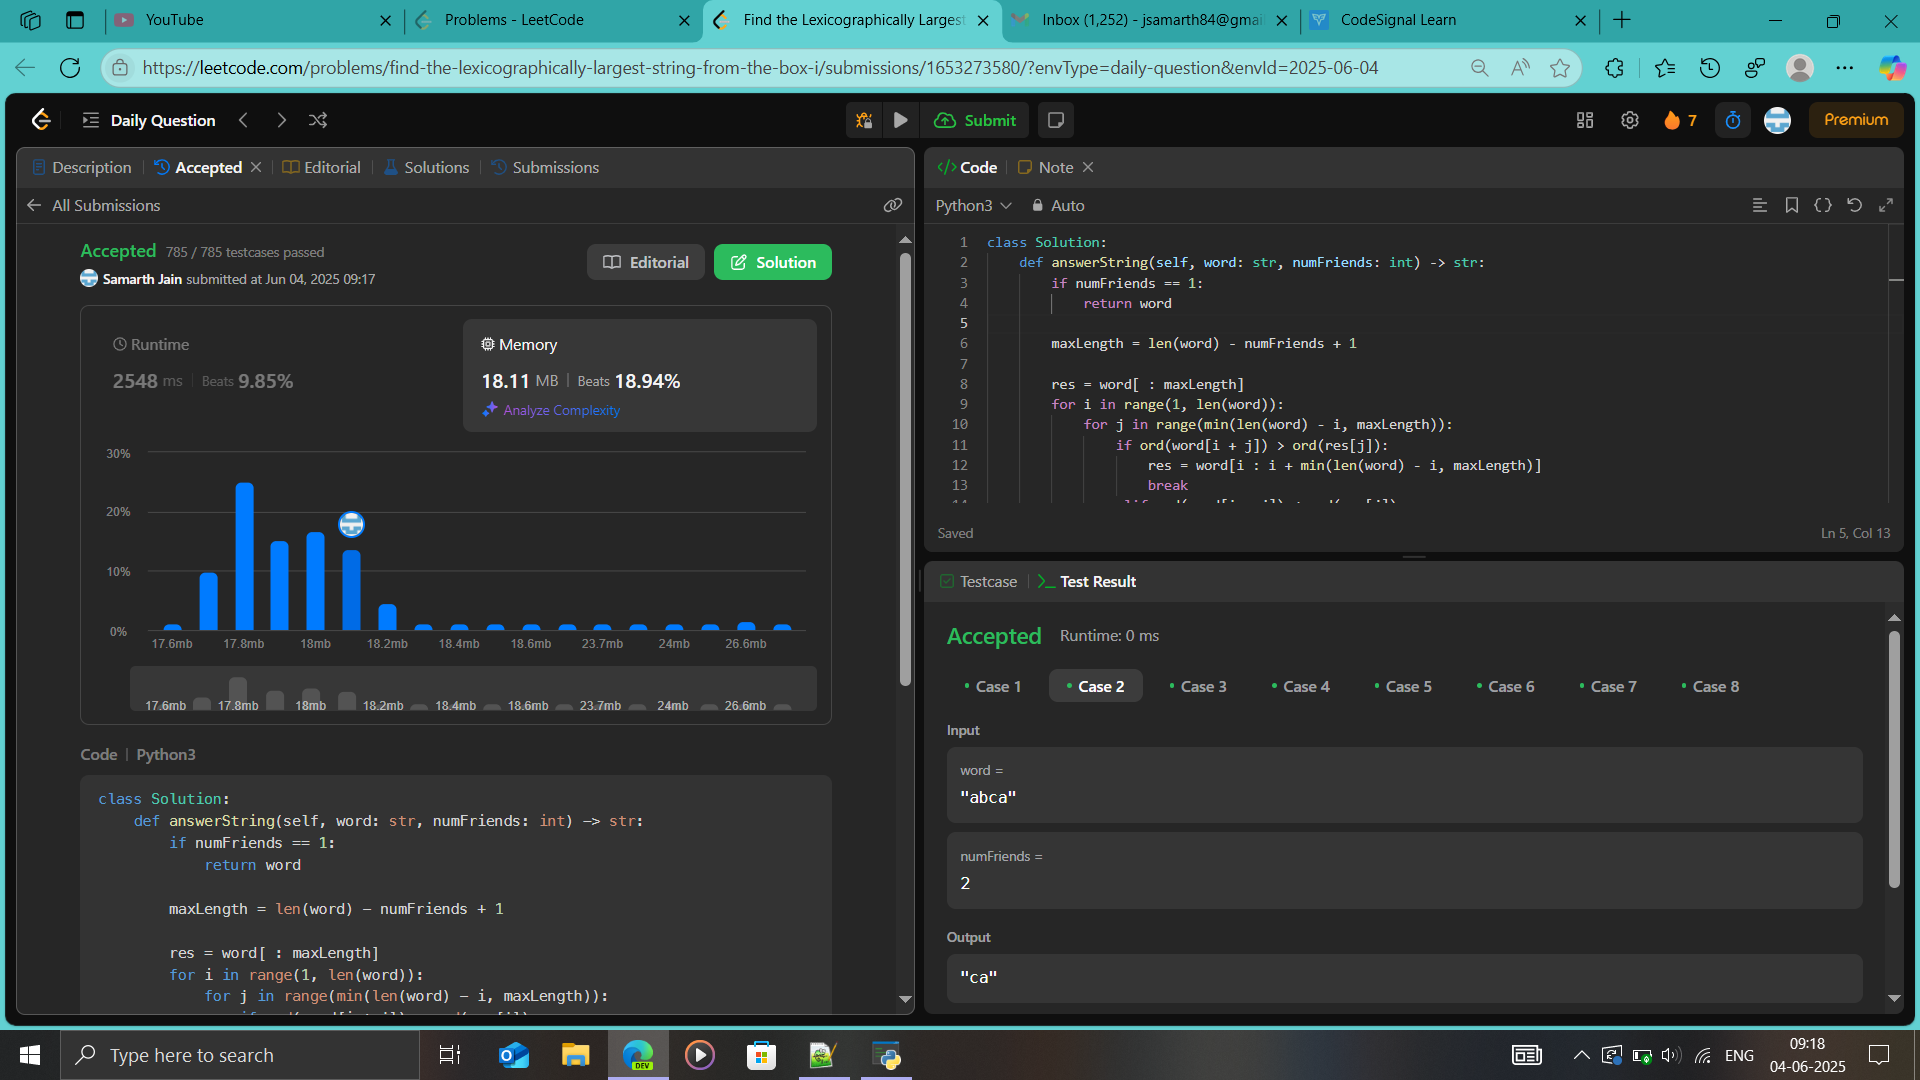 YouTube
Problems - LeetCode
Find the Lexicographically Largest
Inbox (1,252) - jsamarth84@gmai
CodeSignal Learn
https://leetcode.com/problems/find-the-lexicographically-largest-string-from-the-box-i/submissions/1653273580/?envType=daily-question&envId=2025-06-04
Daily Question
Submit
7
Premium
Description
Accepted
Editorial
Solutions
Submissions
All Submissions
Accepted 785 / 785 testcases passed
Samarth Jain submitted at Jun 04, 2025 09:17
Editorial
Solution
Runtime
2548 ms Beats 9.85%
Memory
18.11 MB Beats 18.94%
Analyze Complexity
30%
20%
10%
0%
17.6mb 17.8mb 18mb 18.2mb 18.4mb 18.6mb 23.7mb 24mb 26.6mb
17.6mb 17.8mb 18mb 18.2mb 18.4mb 18.6mb 23.7mb 24mb 26.6mb
Code | Python3
class Solution:
def answerString(self, word: str, numFriends: int) -> str:
if numFriends == 1:
return word
maxLength = len(word) - numFriends + 1
res = word[ : maxLength]
for i in range(1, len(word)):
for j in range(min(len(word) - i, maxLength)):
Code
Note
Python3
Auto
1 class Solution:
2 def answerString(self, word: str, numFriends: int) -> str:
3 if numFriends == 1:
4 return word
5
6 maxLength = len(word) - numFriends + 1
7
8 res = word[ : maxLength]
9 for i in range(1, len(word)):
10 for j in range(min(len(word) - i, maxLength)):
11 if ord(word[i + j]) > ord(res[j]):
12 res = word[i : i + min(len(word) - i, maxLength)]
13 break
Saved
Ln 5, Col 13
Testcase
Test Result
Accepted Runtime: 0 ms
Case 1
Case 2
Case 3
Case 4
Case 5
Case 6
Case 7
Case 8
Input
word =
"abca"
numFriends =
2
Output
"ca"
Type here to search
DEV
ENG
09:18
04-06-2025